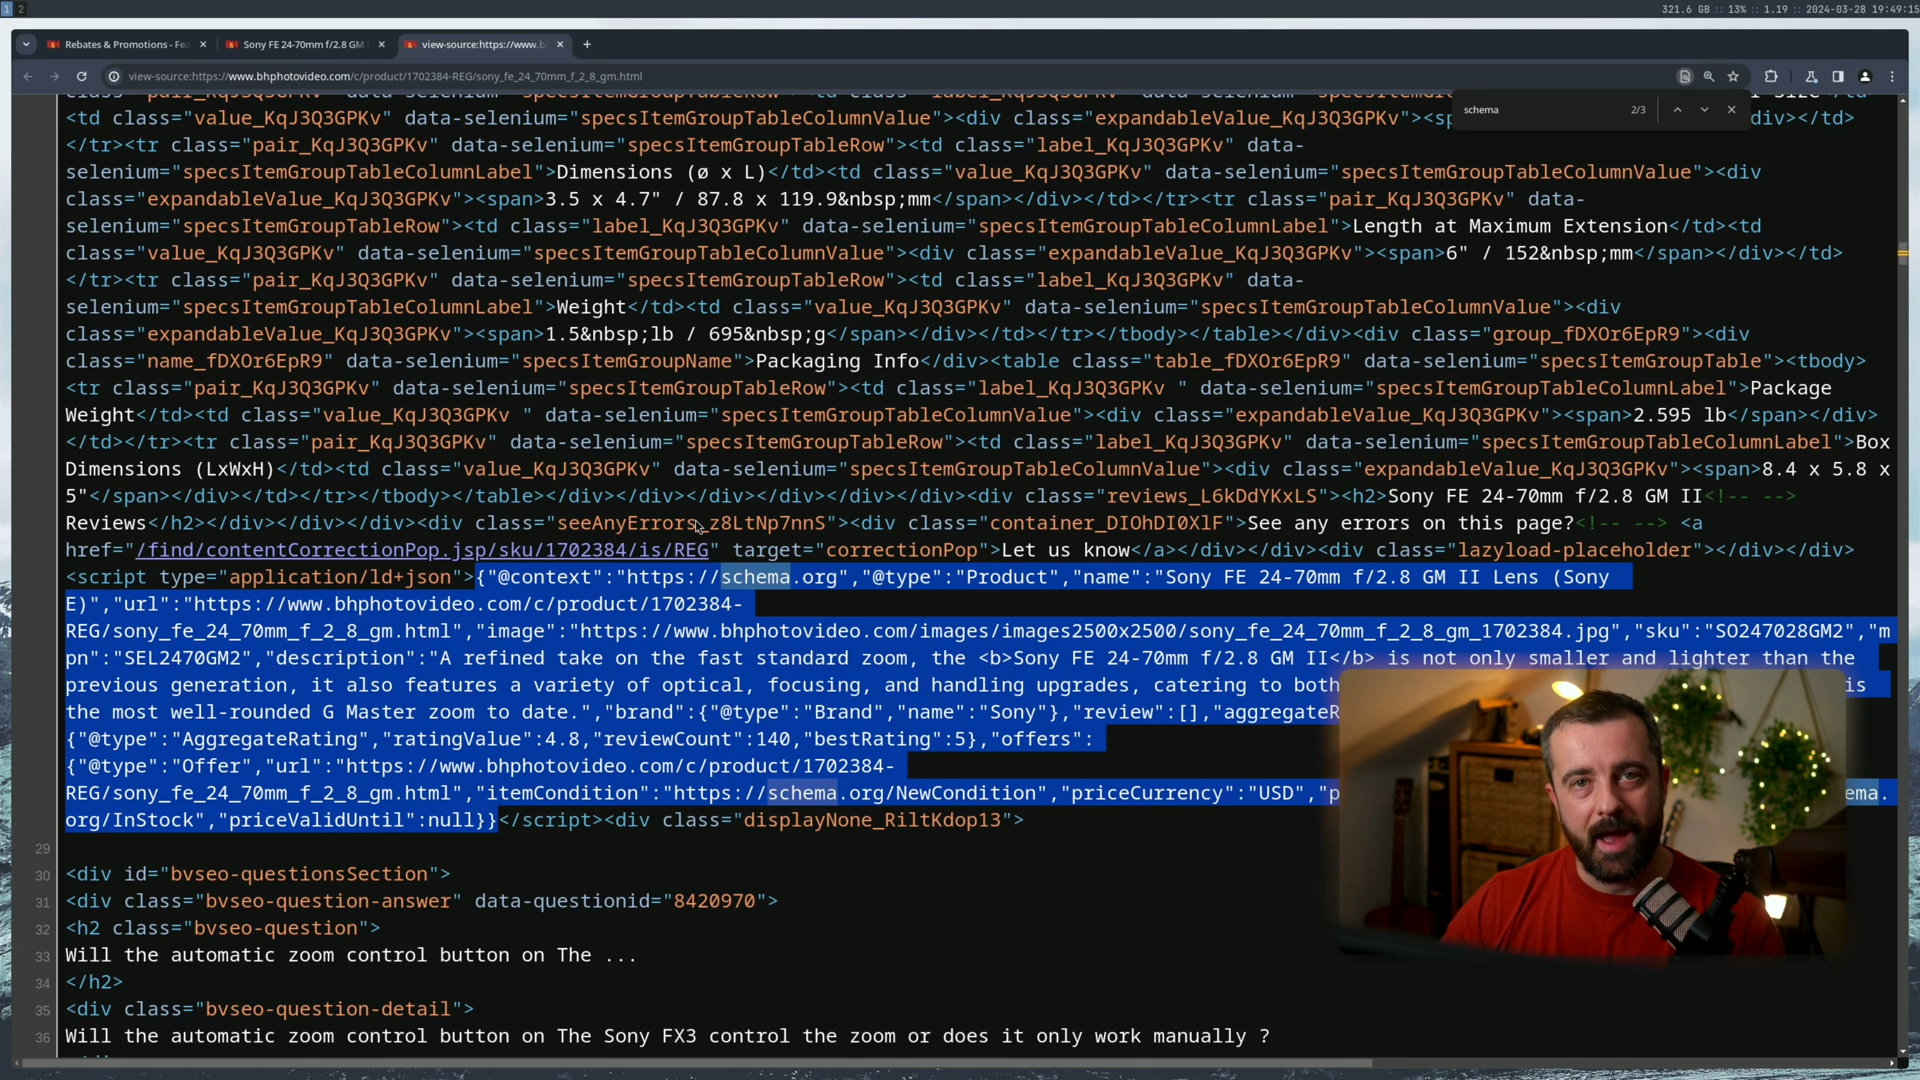 1 2
321.6 GB :: 13% :: 1.19 :: 2024-03-28 19:49:15
Rebates & Promotions - Fea
Sony FE 24-70mm f/2.8 GM
view-source:https://www.b
view-source:https://www.bhphotovideo.com/c/product/1702384-REG/sony_fe_24_70mm_f_2_8_gm.html
schema 2/3
<td class="value_KqJ3Q3GPKv" data-selenium="specsItemGroupTableColumnValue"><div class="expandableValue_KqJ3Q3GPKv"><sp div></td>
</tr><tr class="pair_KqJ3Q3GPKv" data-selenium="specsItemGroupTableRow"><td class="label_KqJ3Q3GPKv" data-
selenium="specsItemGroupTableColumnLabel">Dimensions (ø x L)</td><td class="value_KqJ3Q3GPKv" data-selenium="specsItemGroupTableColumnValue"><div
class="expandableValue_KqJ3Q3GPKv"><span>3.5 x 4.7" / 87.8 x 119.9&nbsp;mm</span></div></td></tr><tr class="pair_KqJ3Q3GPKv" data-
selenium="specsItemGroupTableRow"><td class="label_KqJ3Q3GPKv" data-selenium="specsItemGroupTableColumnLabel">Length at Maximum Extension</td><td
class="value_KqJ3Q3GPKv" data-selenium="specsItemGroupTableColumnValue"><div class="expandableValue_KqJ3Q3GPKv"><span>6" / 152&nbsp;mm</span></div></td>
</tr><tr class="pair_KqJ3Q3GPKv" data-selenium="specsItemGroupTableRow"><td class="label_KqJ3Q3GPKv" data-
selenium="specsItemGroupTableColumnLabel">Weight</td><td class="value_KqJ3Q3GPKv" data-selenium="specsItemGroupTableColumnValue"><div
class="expandableValue_KqJ3Q3GPKv"><span>1.5&nbsp;lb / 695&nbsp;g</span></div></td></tr></tbody></table></div><div class="group_fDXOr6EpR9"><div
class="name_fDXOr6EpR9" data-selenium="specsItemGroupName">Packaging Info</div><table class="table_fDXOr6EpR9" data-selenium="specsItemGroupTable"><tbody>
<tr class="pair_KqJ3Q3GPKv" data-selenium="specsItemGroupTableRow"><td class="label_KqJ3Q3GPKv " data-selenium="specsItemGroupTableColumnLabel">Package
Weight</td><td class="value_KqJ3Q3GPKv " data-selenium="specsItemGroupTableColumnValue"><div class="expandableValue_KqJ3Q3GPKv"><span>2.595 lb</span></div>
</td></tr><tr class="pair_KqJ3Q3GPKv" data-selenium="specsItemGroupTableRow"><td class="label_KqJ3Q3GPKv" data-selenium="specsItemGroupTableColumnLabel">Box
Dimensions (LxWxH)</td><td class="value_KqJ3Q3GPKv" data-selenium="specsItemGroupTableColumnValue"><div class="expandableValue_KqJ3Q3GPKv"><span>8.4 x 5.8 x
5"</span></div></td></tr></tbody></table></div></div></div></div></div><div class="reviews_L6kDdYKxLS"><h2>Sony FE 24-70mm f/2.8 GM II<!-- -->
Reviews</h2></div></div><div class="seeAnyErrors_z8LtNp7nnS"><div class="container_DIOhDI0XlF">See any errors on this page?<!-- --> <a
href="/find/contentCorrectionPop.jsp/sku/1702384/is/REG" target="correctionPop">Let us know</a></div></div><div class="lazyload-placeholder"></div></div>
<script type="application/ld+json">{"@context":"https://schema.org","@type":"Product","name":"Sony FE 24-70mm f/2.8 GM II Lens (Sony
E)","url":"https://www.bhphotovideo.com/c/product/1702384-
REG/sony_fe_24_70mm_f_2_8_gm.html","image":"https://www.bhphotovideo.com/images/images2500x2500/sony_fe_24_70mm_f_2_8_gm_1702384.jpg","sku":"SO247028GM2","m
pn":"SEL2470GM2","description":"A refined take on the fast standard zoom, the <b>Sony FE 24-70mm f/2.8 GM II</b> is not only smaller and lighter than the
previous generation, it also features a variety of optical, focusing, and handling upgrades, catering to both is
the most well-rounded G Master zoom to date.","brand":{"@type":"Brand","name":"Sony"},"review":[],"aggregateR
{"@type":"AggregateRating","ratingValue":4.8,"reviewCount":140,"bestRating":5},"offers":
{"@type":"Offer","url":"https://www.bhphotovideo.com/c/product/1702384-
REG/sony_fe_24_70mm_f_2_8_gm.html","itemCondition":"https://schema.org/NewCondition","priceCurrency":"USD","p ema.
org/InStock","priceValidUntil":null}}</script><div class="displayNone_RiltKdop13">
29
30 <div id="bvseo-questionsSection">
31 <div class="bvseo-question-answer" data-questionid="8420970">
32 <h2 class="bvseo-question">
33 Will the automatic zoom control button on The ...
34 </h2>
35 <div class="bvseo-question-detail">
36 Will the automatic zoom control button on The Sony FX3 control the zoom or does it only work manually ?